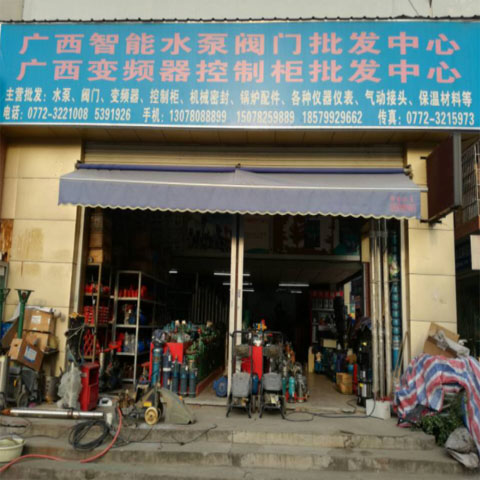 广西智能水泵阀门批发中心
广西变频器控制柜批发中心
主营批发：水泵、阀门、变频器、控制柜、机械密封、锅炉配件、各种仪器仪表、气动接头、保温材料等
电话：0772-3221008 5391926 手机：13078088899 15078259889 18579929662 传真：0772-3215973